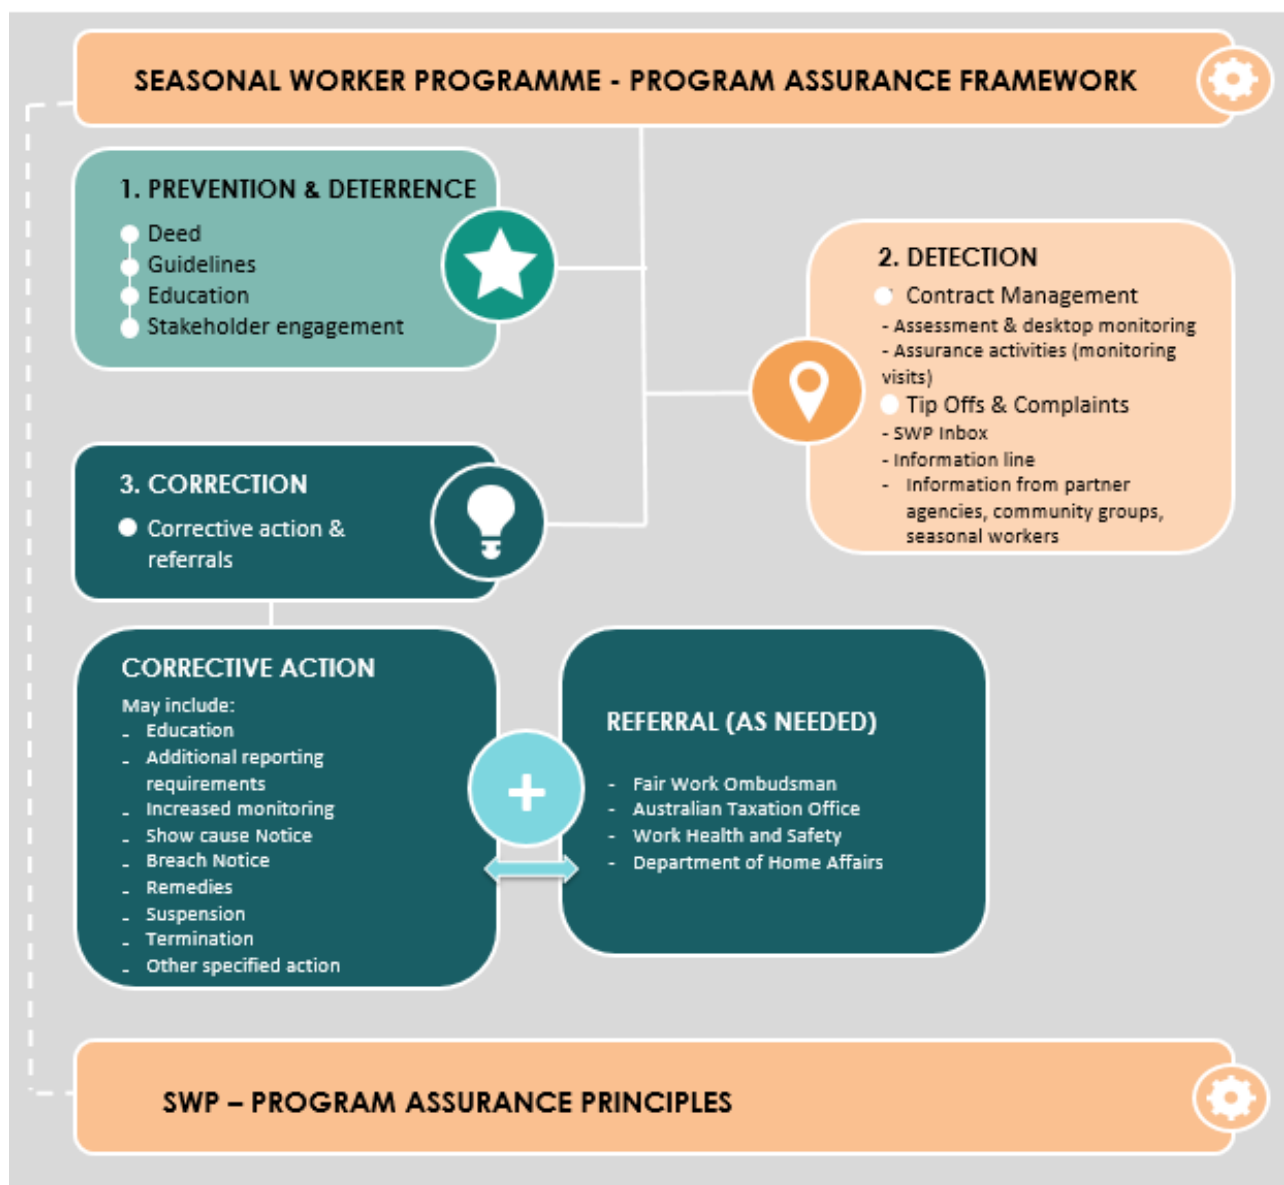 SEASONAL WORKER PROGRAMME - PROGRAM ASSURANCE FRAMEWORK
1. PREVENTION & DETERRENCE
Deed
Guidelines
Education
Stakeholder engagement
2. DETECTION
Contract Management
- Assessment & desktop monitoring
- Assurance activities (monitoring
visits)
Tip Offs & Complaints
- SWP Inbox
- Information line
- Information from partner
agencies, community groups,
seasonal workers
3. CORRECTION
Corrective action &
referrals
CORRECTIVE ACTION
May include:
- Education
- Additional reporting
requirements
- Increased monitoring
- Show cause Notice
- Breach Notice
- Remedies
- Suspension
- Termination
- Other specified action
+
REFERRAL (AS NEEDED)
- Fair Work Ombudsman
- Australian Taxation Office
- Work Health and Safety
- Department of Home Affairs
SWP – PROGRAM ASSURANCE PRINCIPLES